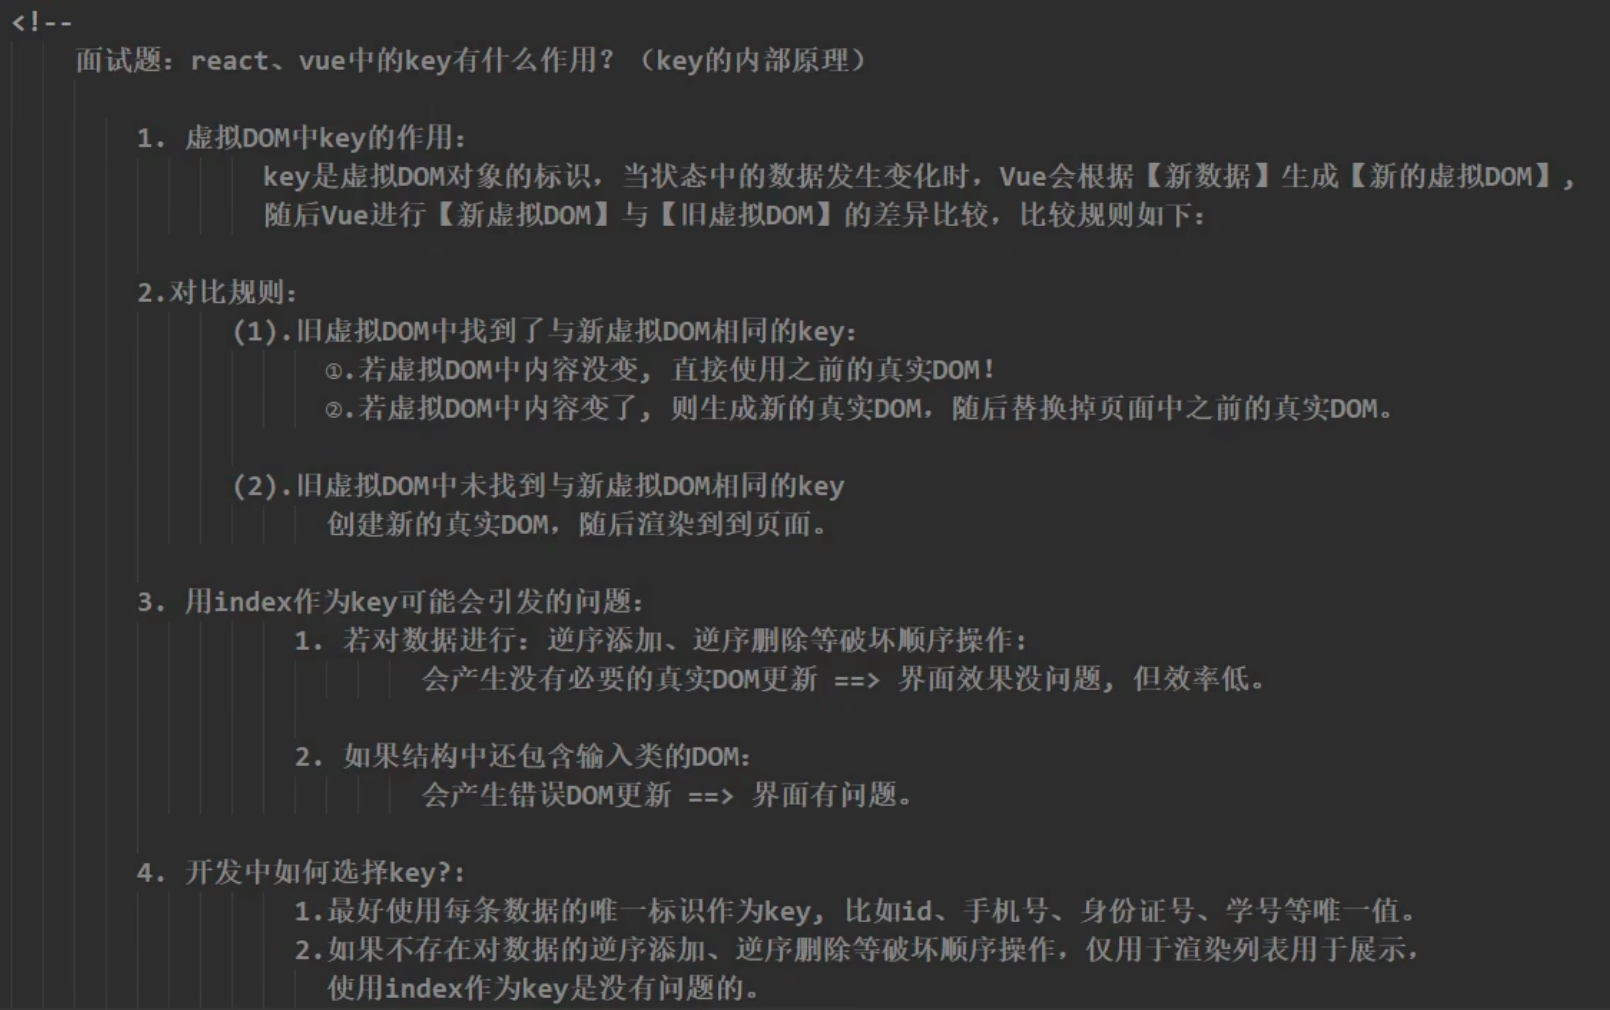 <!--
面试题：react、vue中的key有什么作用？（key的内部原理）
1. 虚拟DOM中key的作用：
key是虚拟DOM对象的标识，当状态中的数据发生变化时，Vue会根据【新数据】生成【新的虚拟DOM】,
随后Vue进行【新虚拟DOM】与【旧虚拟DOM】的差异比较，比较规则如下：
2.对比规则：
(1).旧虚拟DOM中找到了与新虚拟DOM相同的key：
①.若虚拟DOM中内容没变, 直接使用之前的真实DOM！
②.若虚拟DOM中内容变了, 则生成新的真实DOM，随后替换掉页面中之前的真实DOM。
(2).旧虚拟DOM中未找到与新虚拟DOM相同的key
创建新的真实DOM，随后渲染到到页面。
3. 用index作为key可能会引发的问题：
1. 若对数据进行：逆序添加、逆序删除等破坏顺序操作：
会产生没有必要的真实DOM更新 ==> 界面效果没问题, 但效率低。
2. 如果结构中还包含输入类的DOM：
会产生错误DOM更新 ==> 界面有问题。
4. 开发中如何选择key?:
1.最好使用每条数据的唯一标识作为key, 比如id、手机号、身份证号、学号等唯一值。
2.如果不存在对数据的逆序添加、逆序删除等破坏顺序操作，仅用于渲染列表用于展示，
使用index作为key是没有问题的。